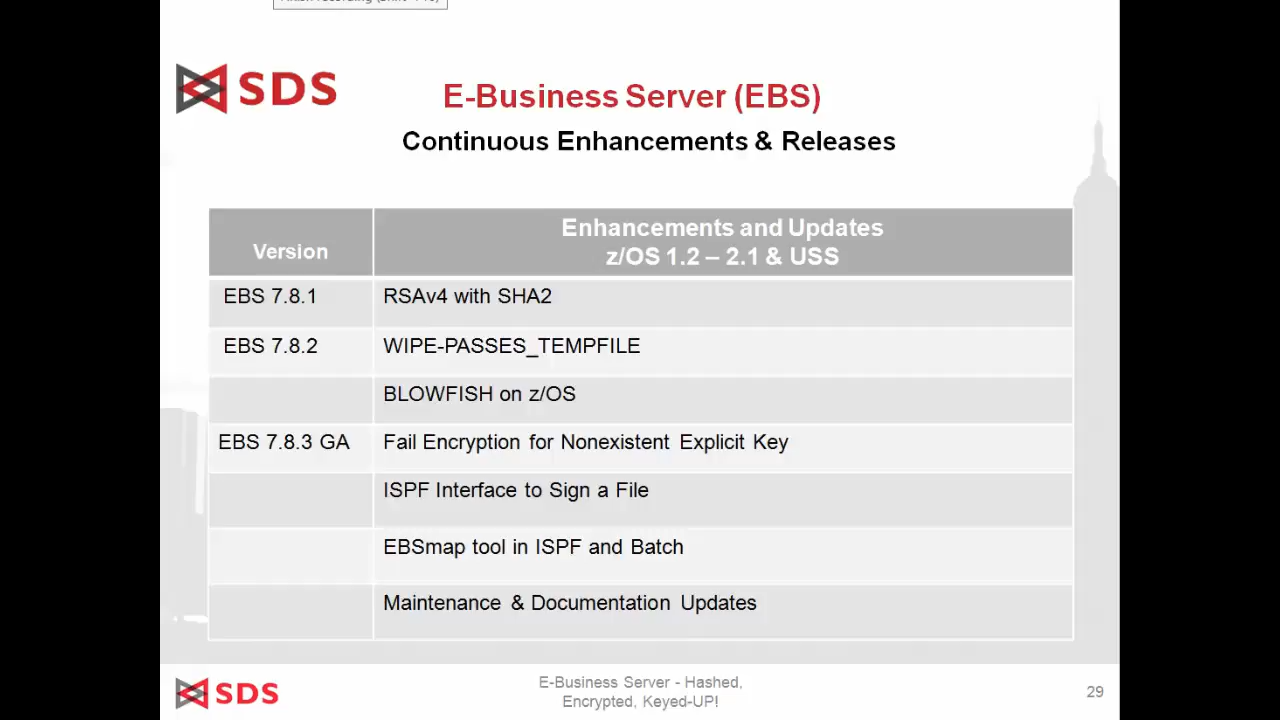 SDS
E-Business Server (EBS)
Continuous Enhancements & Releases
Version
Enhancements and Updates
z/OS 1.2 – 2.1 & USS
EBS 7.8.1
RSAv4 with SHA2
EBS 7.8.2
WIPE-PASSES_TEMPFILE
BLOWFISH on z/OS
EBS 7.8.3 GA
Fail Encryption for Nonexistent Explicit Key
ISPF Interface to Sign a File
EBSmap tool in ISPF and Batch
Maintenance & Documentation Updates
SDS
E-Business Server - Hashed,
Encrypted, Keyed-UP!
29